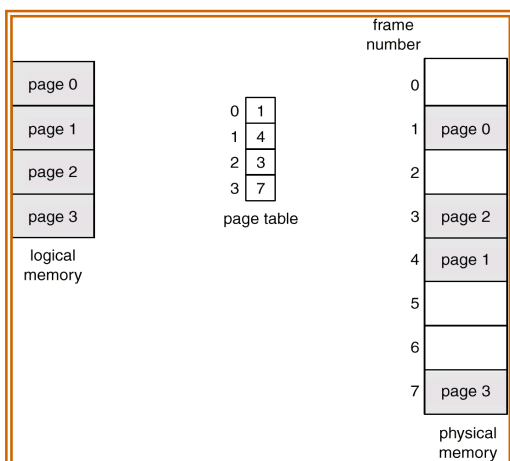 frame
number
page 0
page 1
page 2
page 3
logical
memory
0 1
1 4
2 3
3 7
page table
0
1 page 0
2
3 page 2
4 page 1
5
6
7 page 3
physical
memory